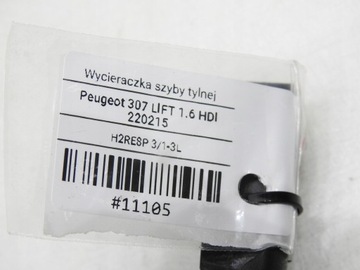 Wycieraczka szyby tylnej
Peugeot 307 LIFT 1.6 HDI
220215
H2RESP 3/1-3L
#11105